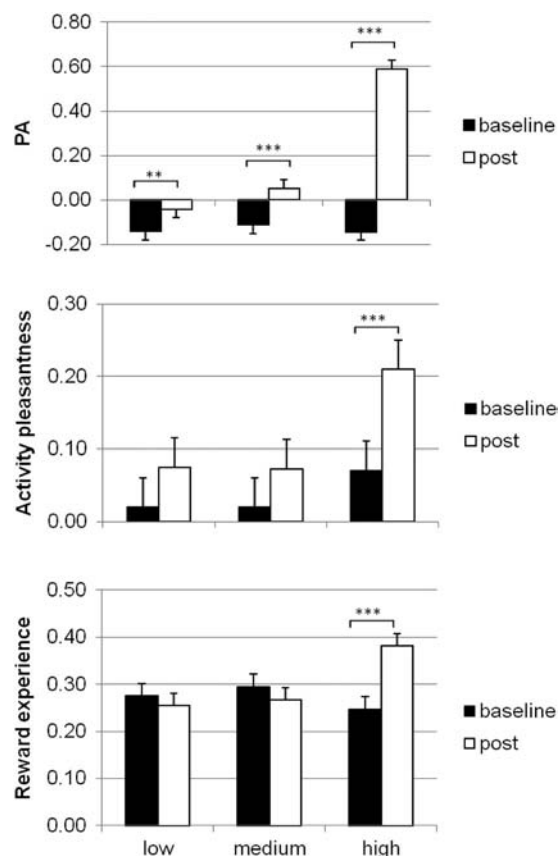 PA
0.80
0.60
0.40
0.20
0.00
-0.20
**
***
***
baseline
post
Activity pleasantness
0.30
0.20
0.10
0.00
***
baseline
post
Reward experience
0.50
0.40
0.30
0.20
0.10
0.00
***
baseline
post
low medium high